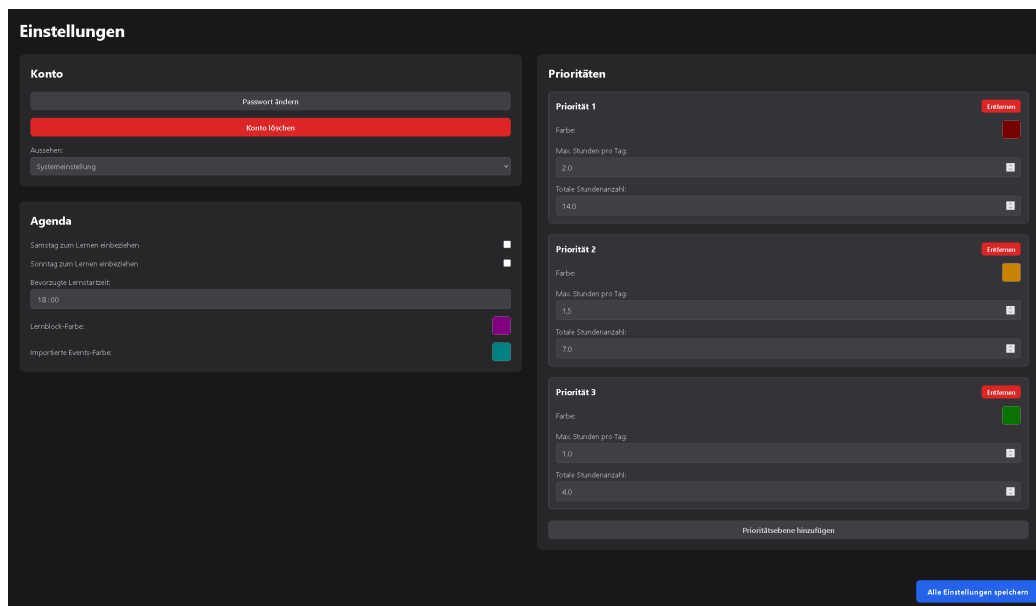 Einstellungen
Konto
Passwort ändern
Konto löschen
Aussehen:
Systemeinstellung
Agenda
Samstag zum Lernen einbeziehen
Sonntag zum Lernen einbeziehen
Bevorzugte Lernstartzeit:
18:00
Lernblock-Farbe:
Importierte Events-Farbe:
Prioritäten
Priorität 1
Entfernen
Farbe:
Max. Stunden pro Tag:
2.0
Totale Stundenanzahl:
14.0
Priorität 2
Entfernen
Farbe:
Max. Stunden pro Tag:
1,5
Totale Stundenanzahl:
7.0
Priorität 3
Entfernen
Farbe:
Max. Stunden pro Tag:
1.0
Totale Stundenanzahl:
4.0
Prioritätsebene hinzufügen
Alle Einstellungen speichern